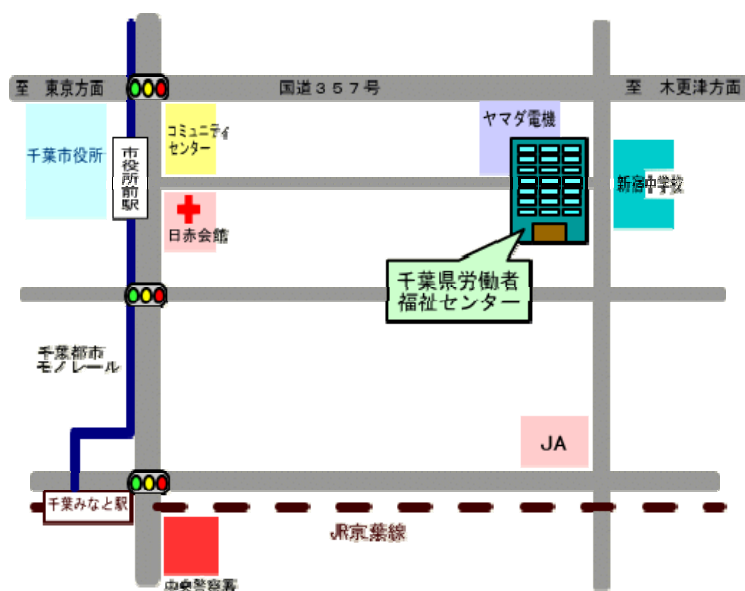 至　東京方面
国道３５７号
至　木更津方面
コミュニティ
センター
ヤマダ電機
千葉市役所
市役所前駅
新宿中学校
日赤会館
千葉県労働者
福祉センター
千葉都市
モノレール
JA
千葉みなと駅
JR京葉線
中央警察署